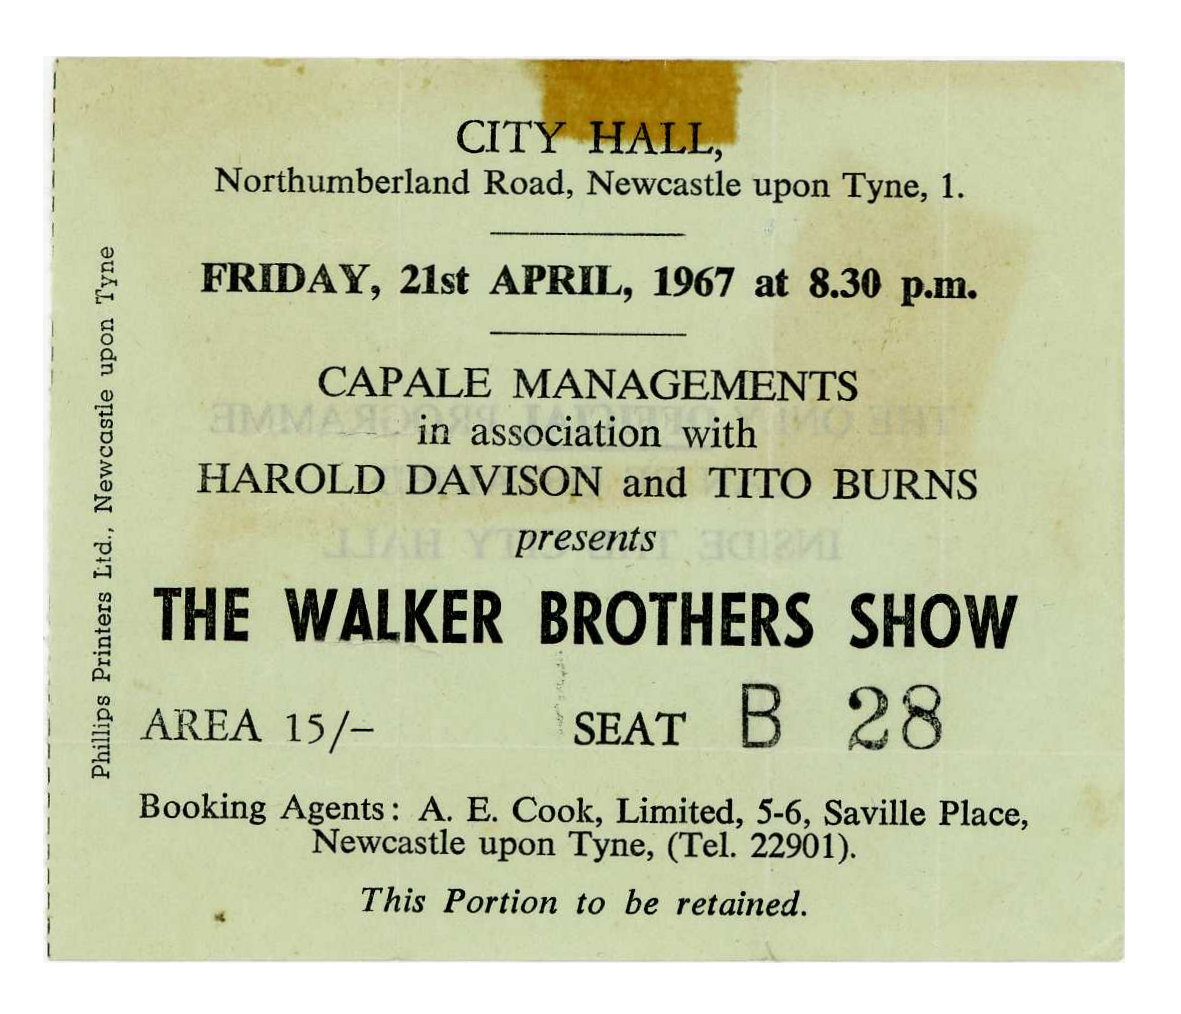 CITY HALL,
Northumberland Road, Newcastle upon Tyne, 1.
FRIDAY, 21st APRIL, 1967 at 8.30 p.m.
CAPALE MANAGEMENTS
in association with
HAROLD DAVISON and TITO BURNS
presents
THE WALKER BROTHERS SHOW
AREA 15/- SEAT B 28
Booking Agents: A. E. Cook, Limited, 5-6, Saville Place,
Newcastle upon Tyne, (Tel. 22901).
This Portion to be retained.
Phillips Printers Ltd., Newcastle upon Tyne